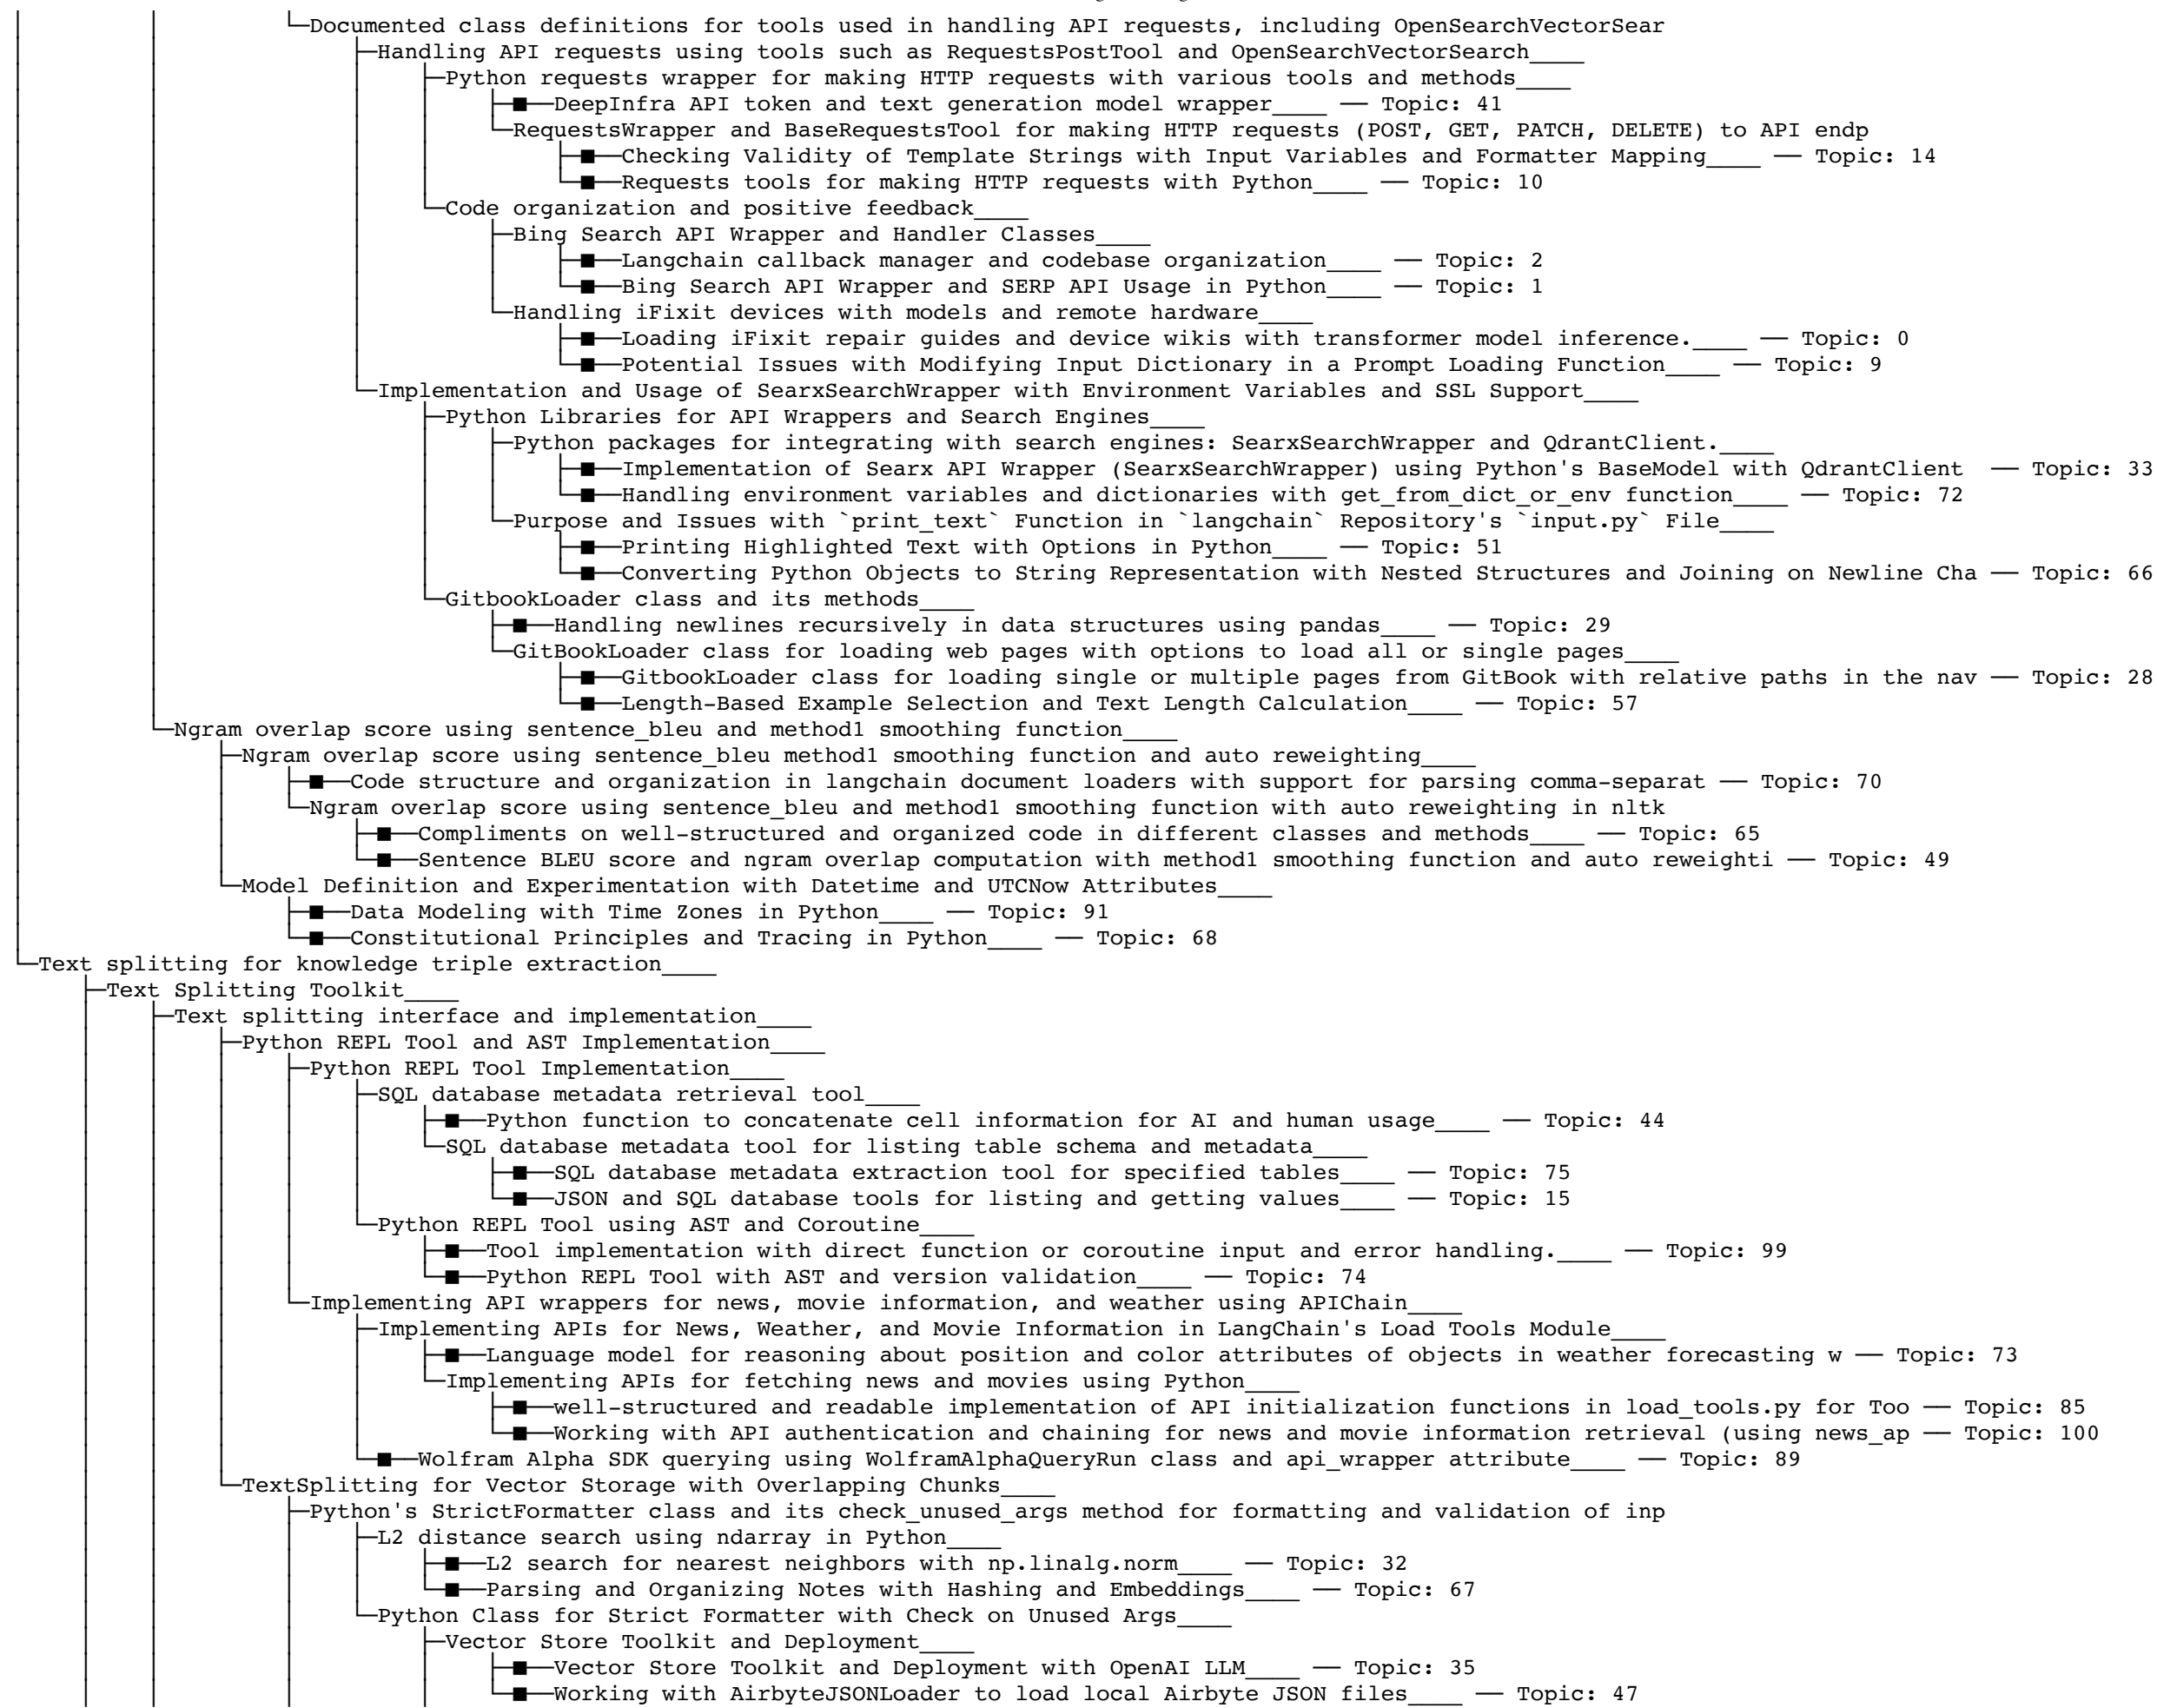 Documented class definitions for tools used in handling API requests, including OpenSearchVectorSear
Handling API requests using tools such as RequestsPostTool and OpenSearchVectorSearch____
Python requests wrapper for making HTTP requests with various tools and methods____
■──DeepInfra API token and text generation model wrapper____ ── Topic: 41
RequestsWrapper and BaseRequestsTool for making HTTP requests (POST, GET, PATCH, DELETE) to API endp
■──Checking Validity of Template Strings with Input Variables and Formatter Mapping____ ── Topic: 14
■──Requests tools for making HTTP requests with Python____ ── Topic: 10
Code organization and positive feedback____
Bing Search API Wrapper and Handler Classes____
■──Langchain callback manager and codebase organization____ ── Topic: 2
■──Bing Search API Wrapper and SERP API Usage in Python____ ── Topic: 1
Handling iFixit devices with models and remote hardware____
■──Loading iFixit repair guides and device wikis with transformer model inference.____ ── Topic: 0
■──Potential Issues with Modifying Input Dictionary in a Prompt Loading Function____ ── Topic: 9
Implementation and Usage of SearxSearchWrapper with Environment Variables and SSL Support____
Python Libraries for API Wrappers and Search Engines____
Python packages for integrating with search engines: SearxSearchWrapper and QdrantClient.____
■──Implementation of Searx API Wrapper (SearxSearchWrapper) using Python's BaseModel with QdrantClient ── Topic: 33
■──Handling environment variables and dictionaries with get_from_dict_or_env function____ ── Topic: 72
Purpose and Issues with `print_text` Function in `langchain` Repository's `input.py` File____
■──Printing Highlighted Text with Options in Python____ ── Topic: 51
■──Converting Python Objects to String Representation with Nested Structures and Joining on Newline Cha ── Topic: 66
GitbookLoader class and its methods____
■──Handling newlines recursively in data structures using pandas____ ── Topic: 29
GitBookLoader class for loading web pages with options to load all or single pages____
■──GitbookLoader class for loading single or multiple pages from GitBook with relative paths in the nav ── Topic: 28
■──Length-Based Example Selection and Text Length Calculation____ ── Topic: 57
Ngram overlap score using sentence_bleu and method1 smoothing function____
Ngram overlap score using sentence_bleu method1 smoothing function and auto reweighting____
■──Code structure and organization in langchain document loaders with support for parsing comma-separat ── Topic: 70
Ngram overlap score using sentence_bleu and method1 smoothing function with auto reweighting in nltk
■──Compliments on well-structured and organized code in different classes and methods____ ── Topic: 65
■──Sentence BLEU score and ngram overlap computation with method1 smoothing function and auto reweighti ── Topic: 49
Model Definition and Experimentation with Datetime and UTCNow Attributes____
■──Data Modeling with Time Zones in Python____ ── Topic: 91
■──Constitutional Principles and Tracing in Python____ ── Topic: 68
Text splitting for knowledge triple extraction____
Text Splitting Toolkit____
Text splitting interface and implementation____
Python REPL Tool and AST Implementation____
Python REPL Tool Implementation____
SQL database metadata retrieval tool____
■──Python function to concatenate cell information for AI and human usage____ ── Topic: 44
SQL database metadata tool for listing table schema and metadata____
■──SQL database metadata extraction tool for specified tables____ ── Topic: 75
■──JSON and SQL database tools for listing and getting values____ ── Topic: 15
Python REPL Tool using AST and Coroutine____
■──Tool implementation with direct function or coroutine input and error handling.____ ── Topic: 99
■──Python REPL Tool with AST and version validation____ ── Topic: 74
Implementing API wrappers for news, movie information, and weather using APIChain____
Implementing APIs for News, Weather, and Movie Information in LangChain's Load Tools Module____
■──Language model for reasoning about position and color attributes of objects in weather forecasting w ── Topic: 73
Implementing APIs for fetching news and movies using Python____
■──well-structured and readable implementation of API initialization functions in load_tools.py for Too ── Topic: 85
■──Working with API authentication and chaining for news and movie information retrieval (using news_ap ── Topic: 100
■──Wolfram Alpha SDK querying using WolframAlphaQueryRun class and api_wrapper attribute____ ── Topic: 89
TextSplitting for Vector Storage with Overlapping Chunks____
Python's StrictFormatter class and its check_unused_args method for formatting and validation of inp
L2 distance search using ndarray in Python____
■──L2 search for nearest neighbors with np.linalg.norm____ ── Topic: 32
■──Parsing and Organizing Notes with Hashing and Embeddings____ ── Topic: 67
Python Class for Strict Formatter with Check on Unused Args____
Vector Store Toolkit and Deployment____
■──Vector Store Toolkit and Deployment with OpenAI LLM____ ── Topic: 35
■──Working with AirbyteJSONLoader to load local Airbyte JSON files____ ── Topic: 47